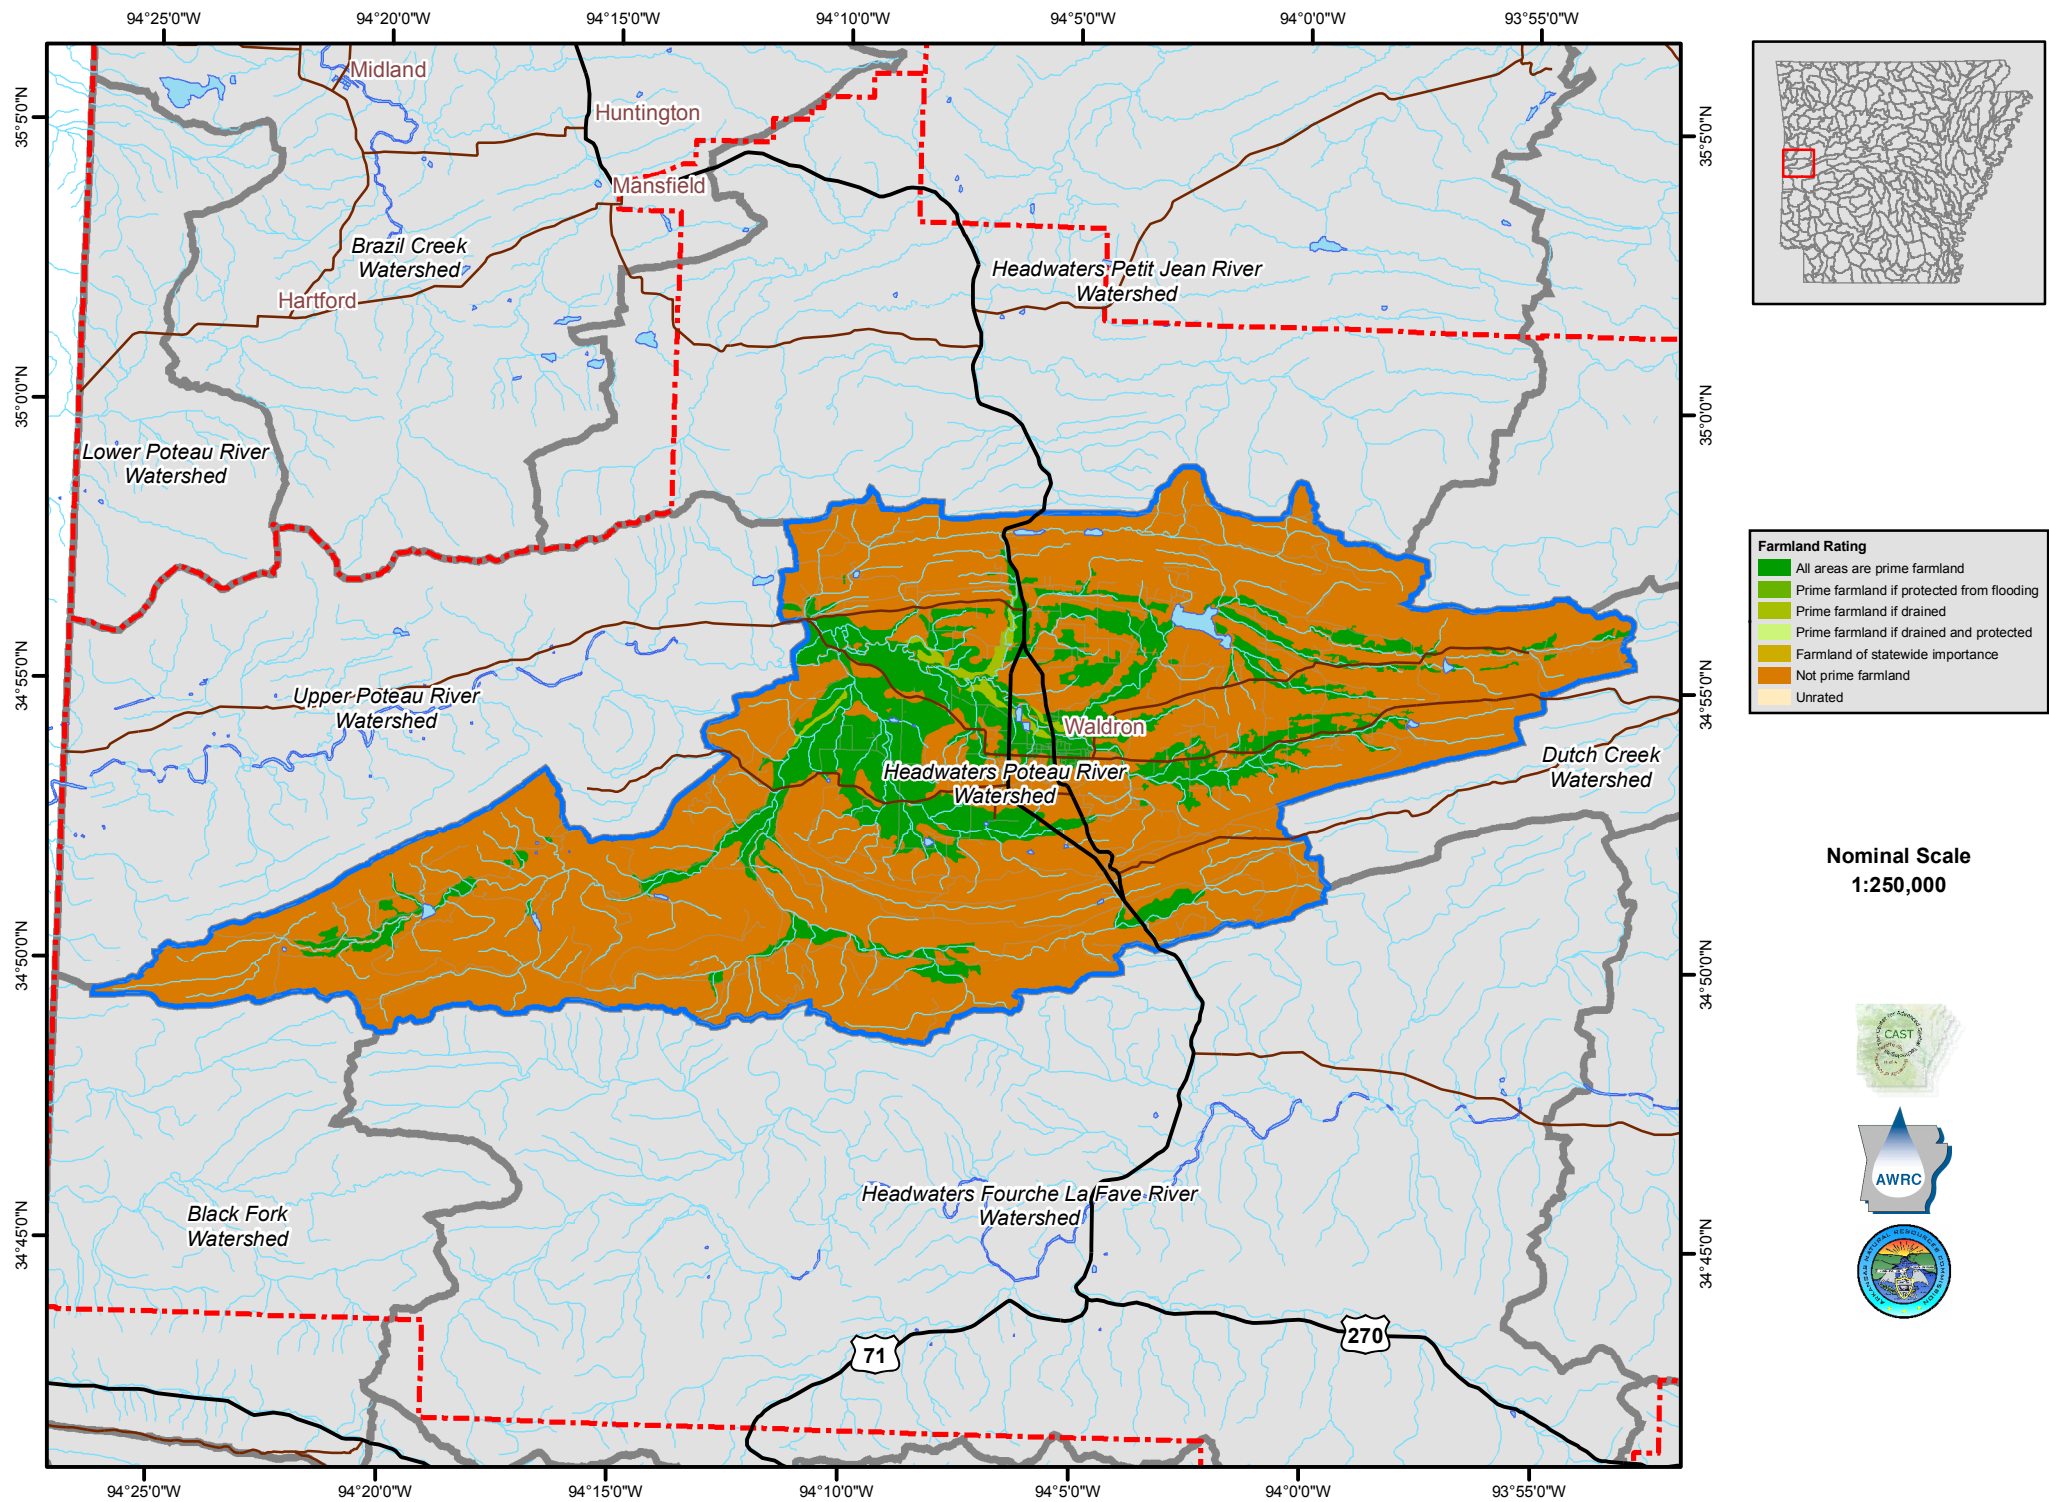 94°25'0"W
94°20'0"W
94°15'0"W
94°10'0"W
94°5'0"W
94°0'0"W
93°55'0"W
35°5'0"N
35°0'0"N
34°55'0"N
34°50'0"N
34°45'0"N
Midland
Huntington
Mansfield
Brazil Creek
Watershed
Hartford
Headwaters Petit Jean River
Watershed
Lower Poteau River
Watershed
Upper Poteau River
Watershed
Waldron
Headwaters Poteau River
Watershed
Dutch Creek
Watershed
Headwaters Fourche La Fave River
Watershed
Black Fork
Watershed
71
270
35°5'0"N
35°0'0"N
34°55'0"N
34°50'0"N
34°45'0"N
94°25'0"W
94°20'0"W
94°15'0"W
94°10'0"W
94°5'0"W
94°0'0"W
93°55'0"W
Farmland Rating
All areas are prime farmland
Prime farmland if protected from flooding
Prime farmland if drained
Prime farmland if drained and protected
Farmland of statewide importance
Not prime farmland
Unrated
Nominal Scale
1:250,000
CAST
AWRC
ARKANSAS NATURAL RESOURCES COMMISSION